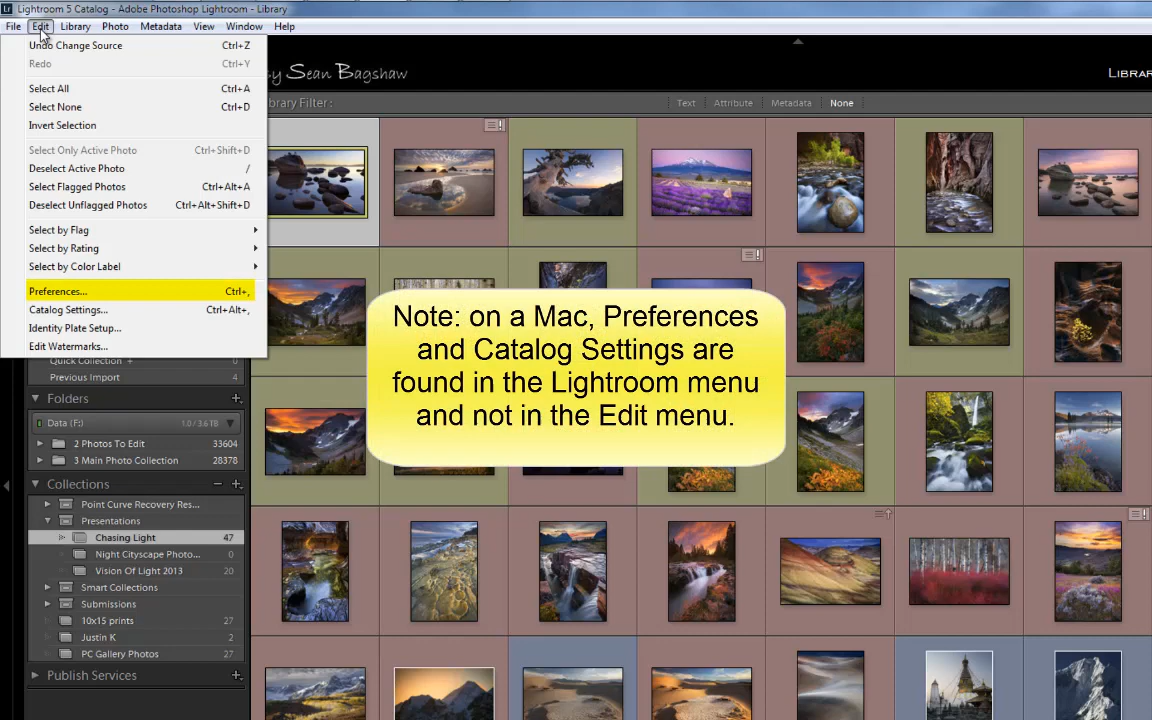 Lightroom 5 Catalog - Adobe Photoshop Lightroom - Library
File Edit Library Photo Metadata View Window Help
Undo Change Source Ctrl+Z
Redo Ctrl+Y
Select All Ctrl+A
Select None Ctrl+D
Invert Selection
Select Only Active Photo Ctrl+Shift+D
Deselect Active Photo /
Select Flagged Photos Ctrl+Alt+A
Deselect Unflagged Photos Ctrl+Alt+Shift+D
Select by Flag
Select by Rating
Select by Color Label
Preferences... Ctrl+,
Catalog Settings... Ctrl+Alt+,
Identity Plate Setup...
Edit Watermarks...
by Sean Bagshaw
Library Filter : Text Attribute Metadata None
Note: on a Mac, Preferences
and Catalog Settings are
found in the Lightroom menu
and not in the Edit menu.
Quick Collection + 0
Previous Import 4
Folders
Data (F:) 1.0 / 3.6 TB
2 Photos To Edit 33604
3 Main Photo Collection 28378
Collections
Point Curve Recovery Res...
Presentations
Chasing Light 47
Night Cityscape Photo... 0
Vision Of Light 2013 20
Smart Collections
Submissions
10x15 prints 27
Justin K 2
PC Gallery Photos 27
Publish Services